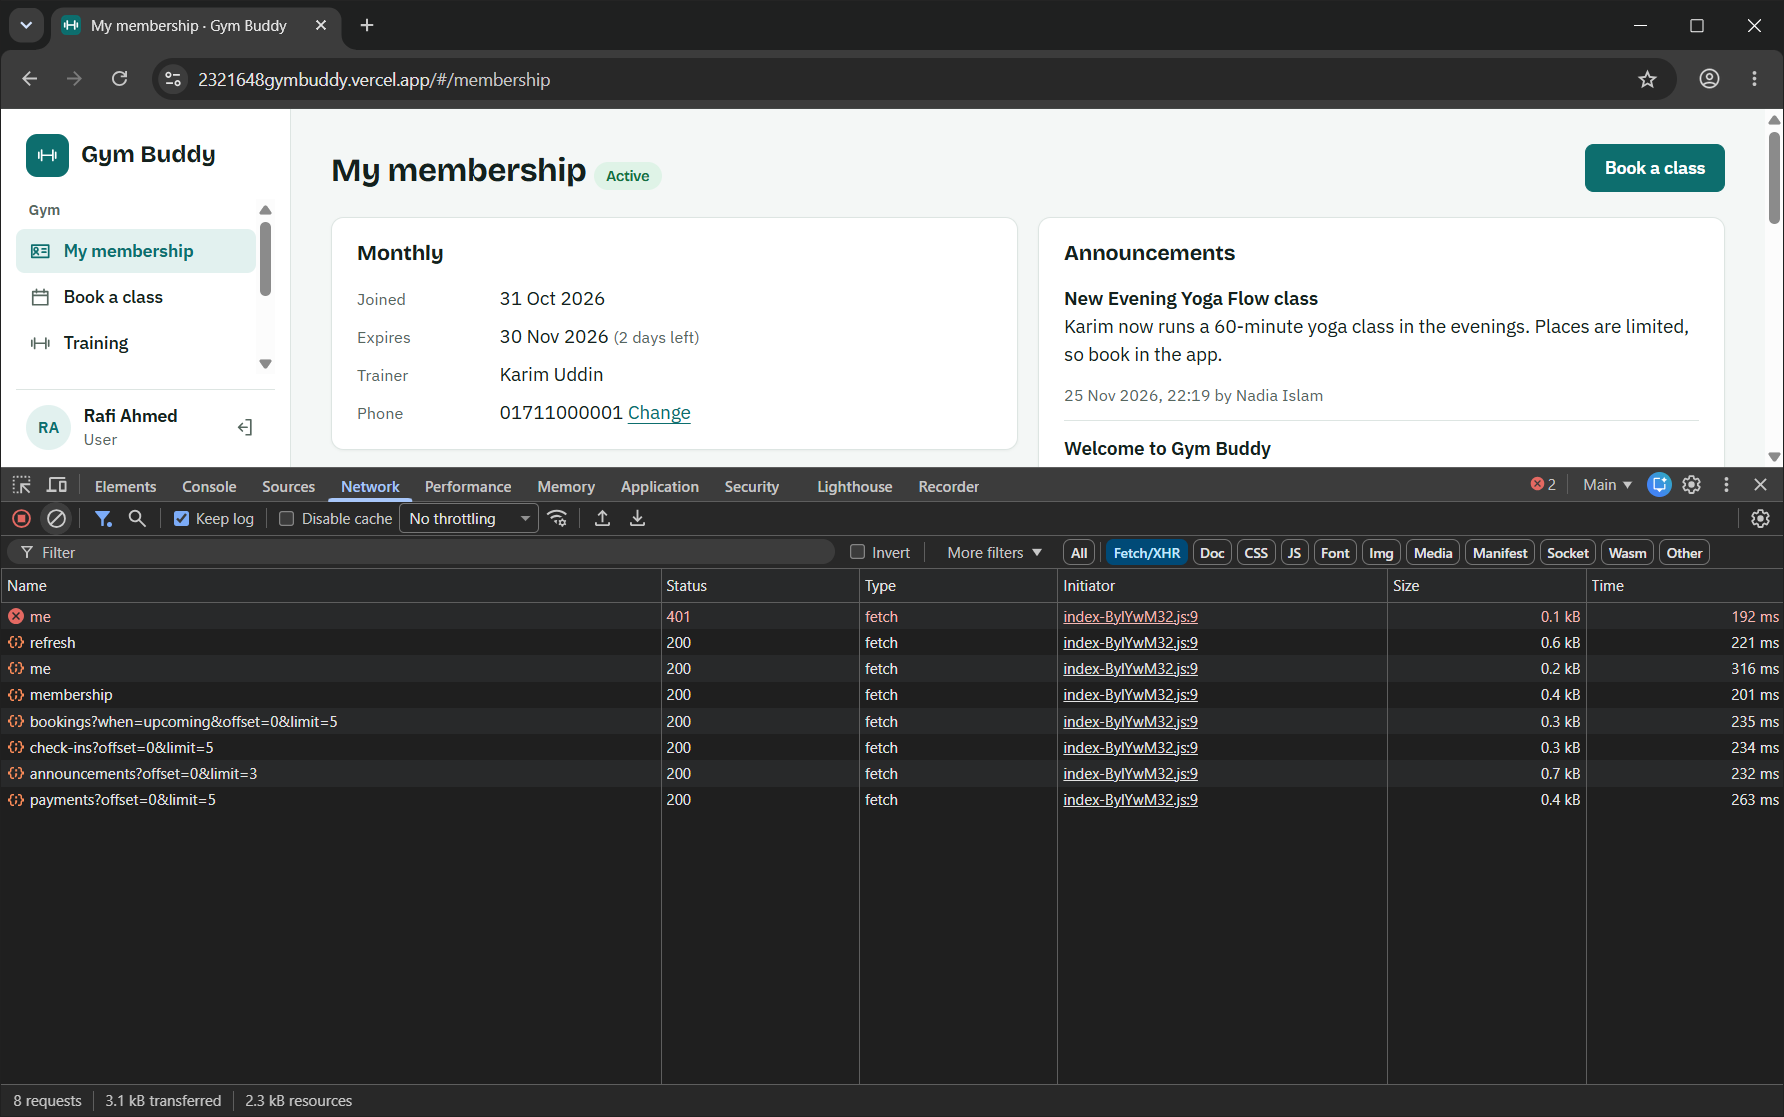 My membership · Gym Buddy
2321648gymbuddy.vercel.app/#/membership
Gym Buddy
Gym
My membership
Book a class
Training
RA
Rafi Ahmed
User
My membership Active
Book a class
Monthly
Joined 31 Oct 2026
Expires 30 Nov 2026 (2 days left)
Trainer Karim Uddin
Phone 01711000001 Change
Announcements
New Evening Yoga Flow class
Karim now runs a 60-minute yoga class in the evenings. Places are limited,
so book in the app.
25 Nov 2026, 22:19 by Nadia Islam
Welcome to Gym Buddy
Elements Console Sources Network Performance Memory Application Security Lighthouse Recorder 2 Main
Keep log Disable cache No throttling
Filter Invert More filters All Fetch/XHR Doc CSS JS Font Img Media Manifest Socket Wasm Other
Name Status Type Initiator Size Time
me 401 fetch index-BylYwM32.js:9 0.1 kB 192 ms
refresh 200 fetch index-BylYwM32.js:9 0.6 kB 221 ms
me 200 fetch index-BylYwM32.js:9 0.2 kB 316 ms
membership 200 fetch index-BylYwM32.js:9 0.4 kB 201 ms
bookings?when=upcoming&offset=0&limit=5 200 fetch index-BylYwM32.js:9 0.3 kB 235 ms
check-ins?offset=0&limit=5 200 fetch index-BylYwM32.js:9 0.3 kB 234 ms
announcements?offset=0&limit=3 200 fetch index-BylYwM32.js:9 0.7 kB 232 ms
payments?offset=0&limit=5 200 fetch index-BylYwM32.js:9 0.4 kB 263 ms
8 requests 3.1 kB transferred 2.3 kB resources